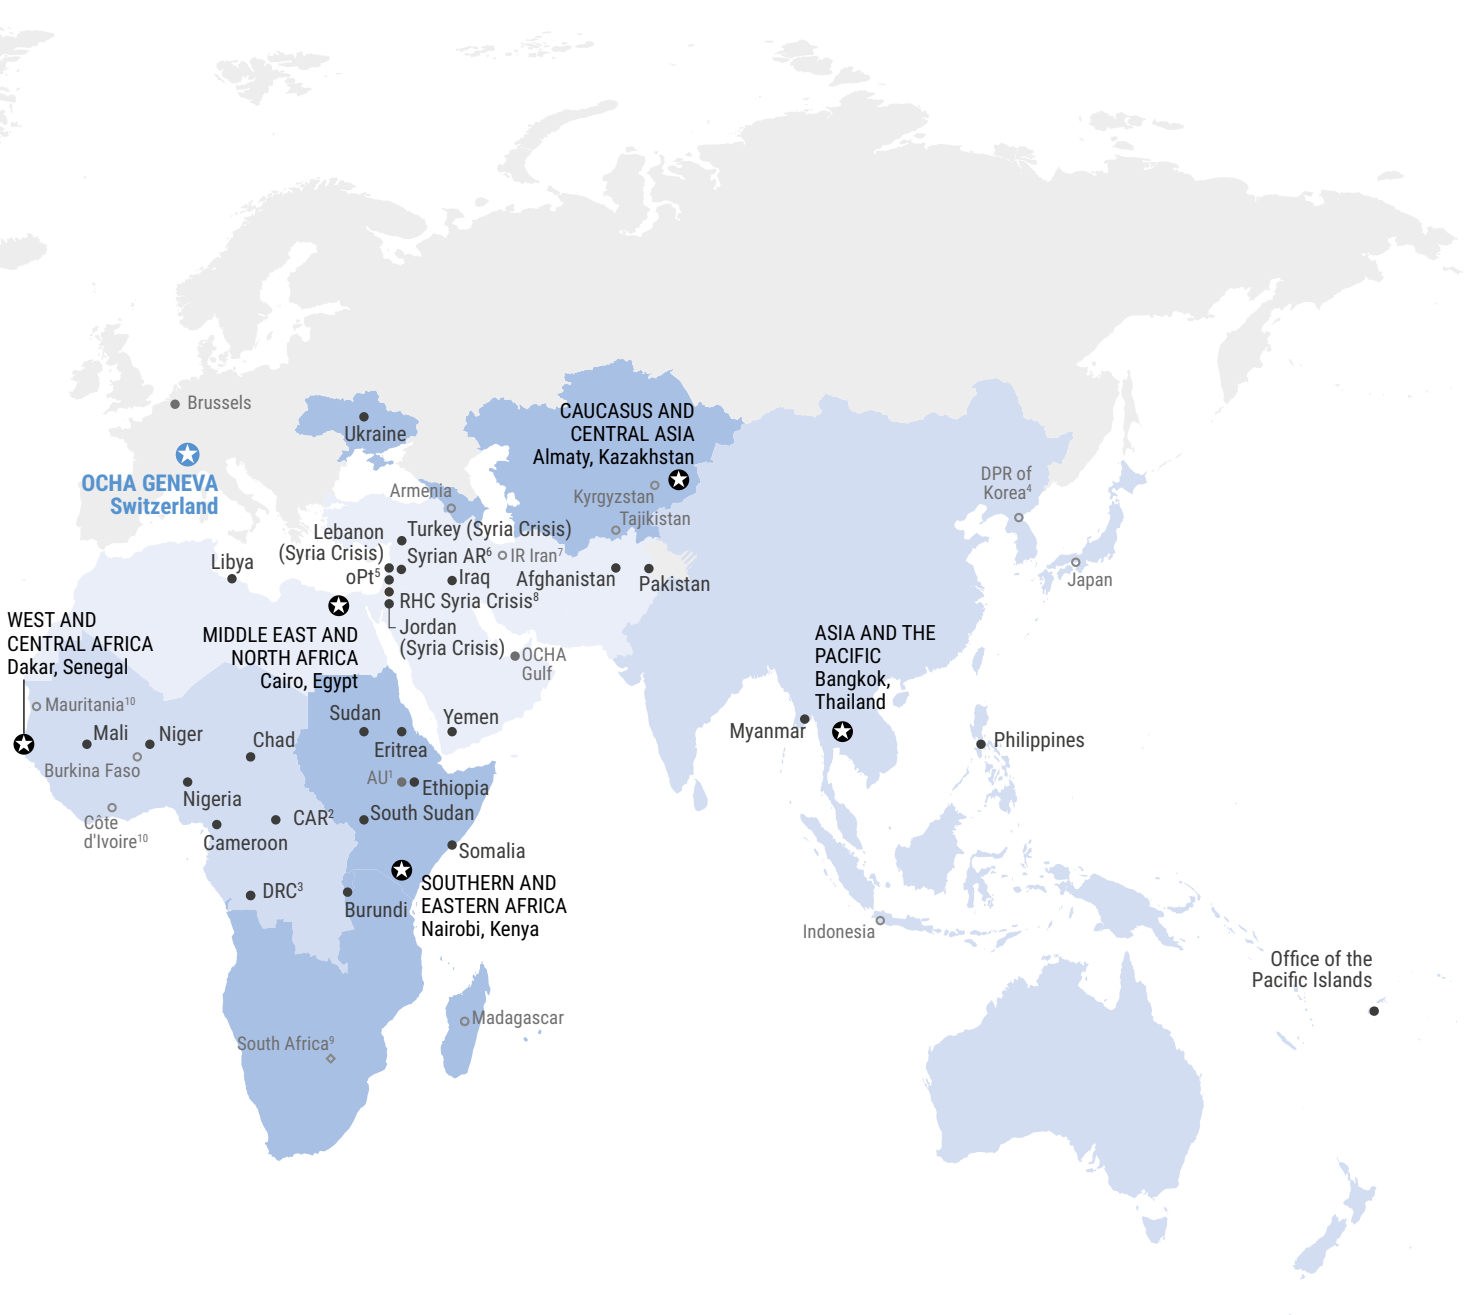 Brussels
OCHA GENEVA
Switzerland
Ukraine
CAUCASUS AND
CENTRAL ASIA
Almaty, Kazakhstan
Armenia
Kyrgyzstan
Tajikistan
DPR of
Korea⁴
Japan
Lebanon
(Syria Crisis)
Turkey (Syria Crisis)
Syrian AR⁶
IR Iran⁷
Libya
oPt⁵
Iraq
Afghanistan
Pakistan
RHC Syria Crisis⁸
Jordan
(Syria Crisis)
OCHA
Gulf
WEST AND
CENTRAL AFRICA
Dakar, Senegal
MIDDLE EAST AND
NORTH AFRICA
Cairo, Egypt
ASIA AND THE
PACIFIC
Bangkok,
Thailand
Mauritania¹⁰
Mali
Niger
Burkina Faso
Chad
Sudan
Eritrea
Yemen
Myanmar
Philippines
AU¹
Ethiopia
Nigeria
Côte
d'Ivoire¹⁰
CAR²
South Sudan
Cameroon
Somalia
DRC³
Burundi
SOUTHERN AND
EASTERN AFRICA
Nairobi, Kenya
Indonesia
Office of the
Pacific Islands
Madagascar
South Africa⁹